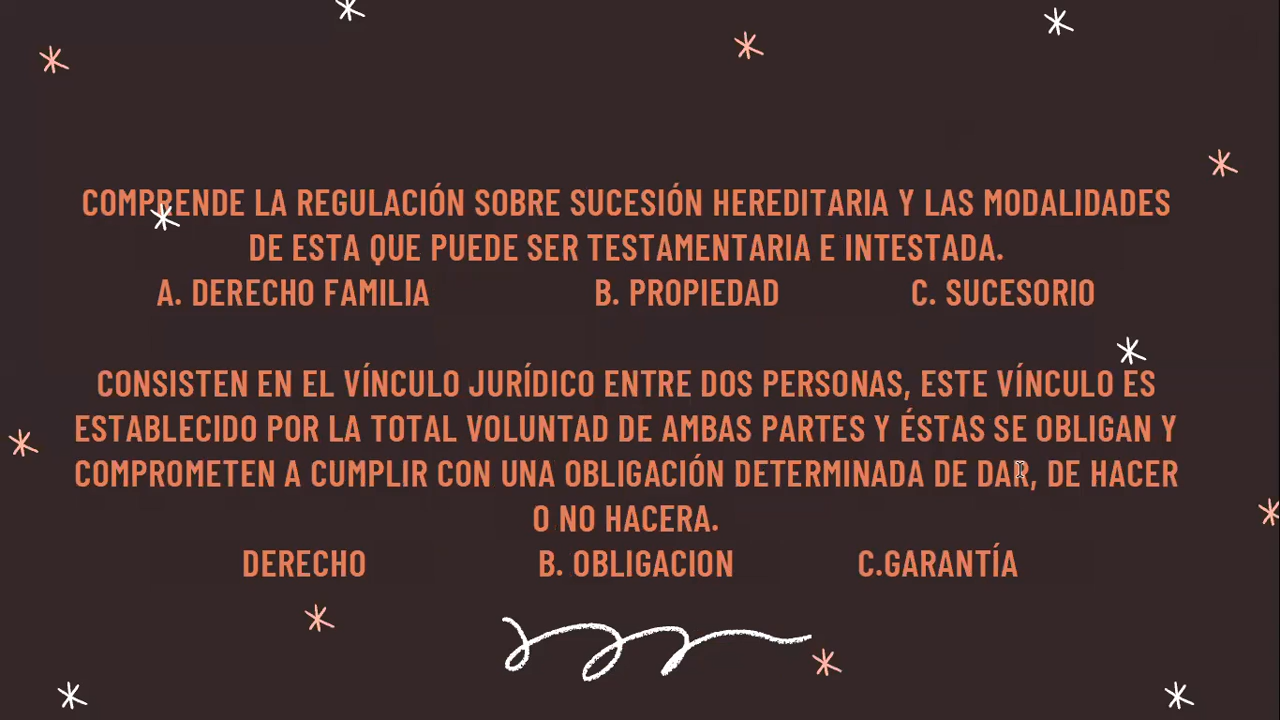 COMPRENDE LA REGULACIÓN SOBRE SUCESIÓN HEREDITARIA Y LAS MODALIDADES
DE ESTA QUE PUEDE SER TESTAMENTARIA E INTESTADA.
A. DERECHO FAMILIA B. PROPIEDAD C. SUCESORIO
CONSISTEN EN EL VÍNCULO JURÍDICO ENTRE DOS PERSONAS, ESTE VÍNCULO ES
ESTABLECIDO POR LA TOTAL VOLUNTAD DE AMBAS PARTES Y ÉSTAS SE OBLIGAN Y
COMPROMETEN A CUMPLIR CON UNA OBLIGACIÓN DETERMINADA DE DAR, DE HACER
O NO HACERA.
DERECHO B. OBLIGACION C.GARANTÍA